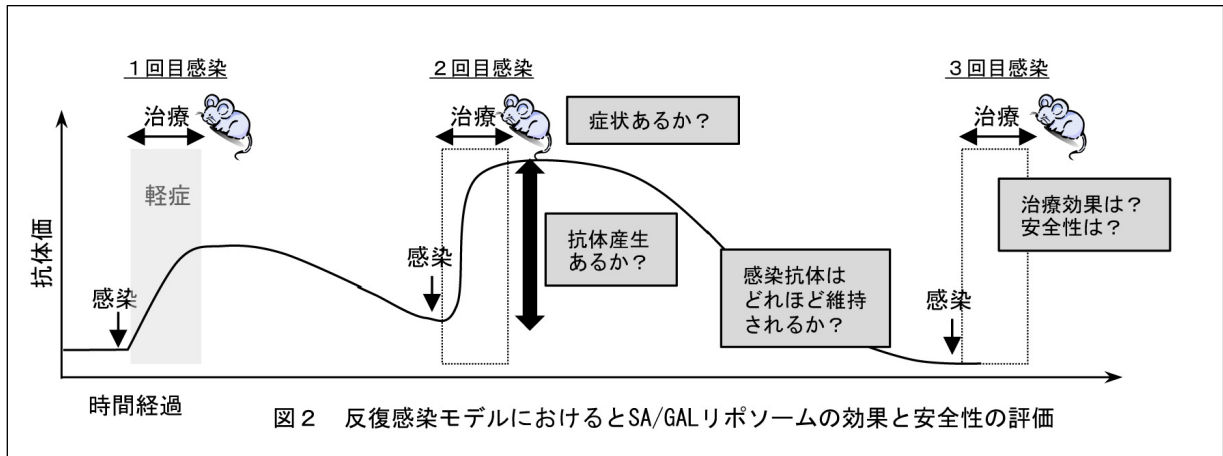 １回目感染
２回目感染
３回目感染
治療
治療
治療
症状あるか？
軽症
抗体価
感染
感染
抗体産生
あるか？
感染抗体は
どれほど維持
されるか？
治療効果は？
安全性は？
感染
時間経過
図２　反復感染モデルにおけるとSA/GALリポソームの効果と安全性の評価